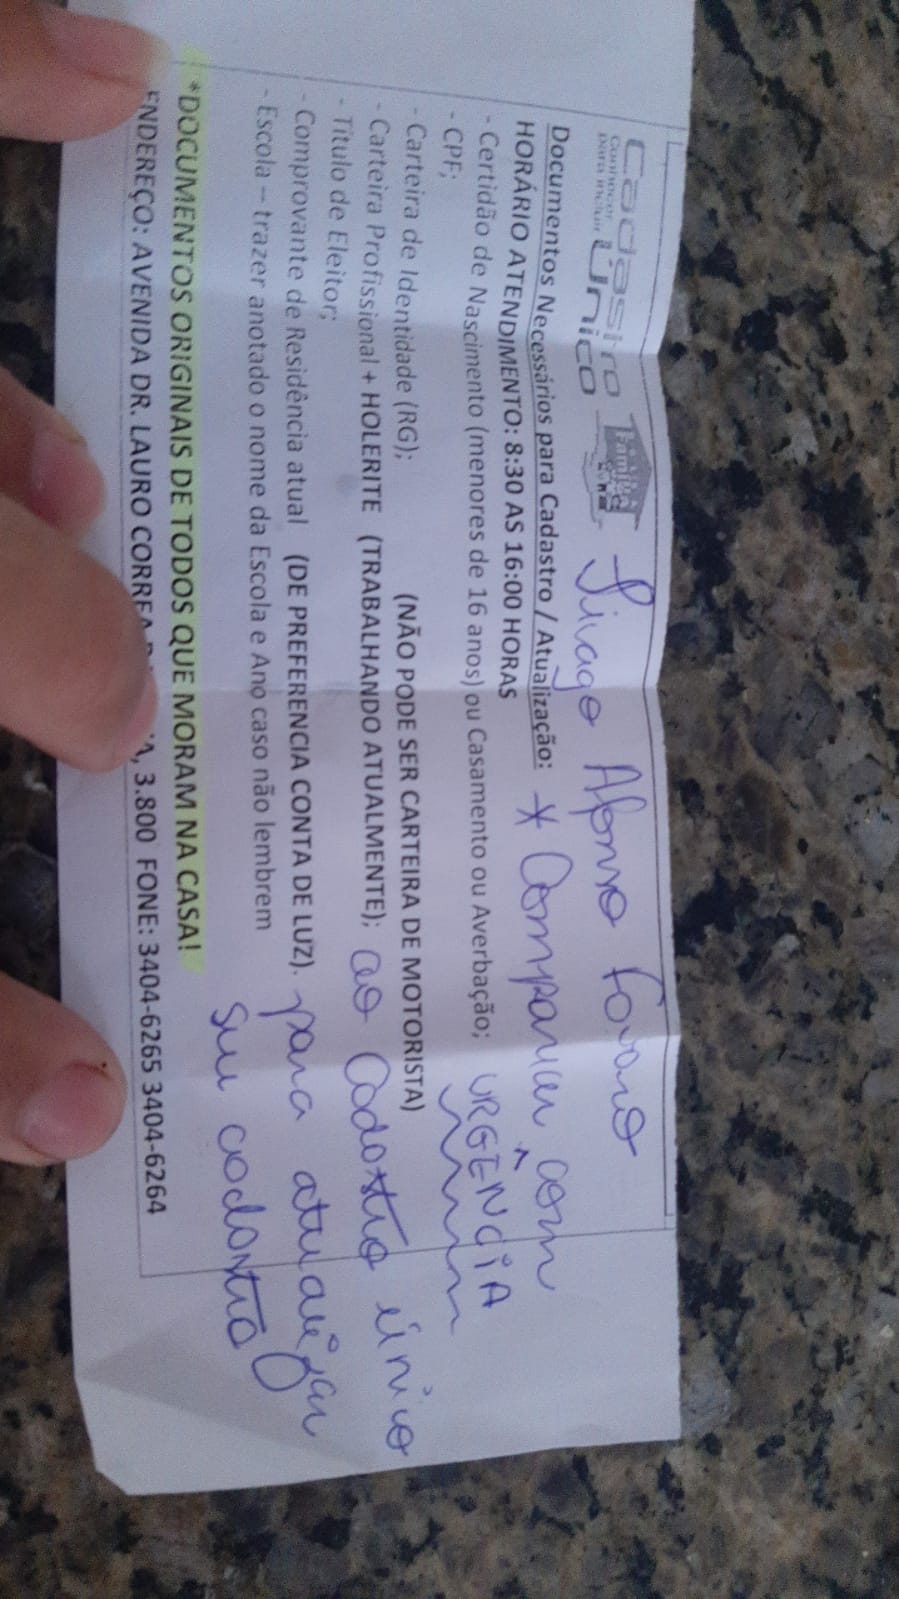 Cadastro
Conhecer
para incluir
Único
Família
Tiago Afonso Favaro
Documentos Necessários para Cadastro / Atualização:
* Comparecer com
HORÁRIO ATENDIMENTO: 8:30 AS 16:00 HORAS
- Certidão de Nascimento (menores de 16 anos) ou Casamento ou Averbação;
URGÊNCIA
- CPF;
- Carteira de Identidade (RG); (NÃO PODE SER CARTEIRA DE MOTORISTA)
- Carteira Profissional + HOLERITE (TRABALHANDO ATUALMENTE);
ao Cadastro único
- Titulo de Eleitor;
- Comprovante de Residência atual (DE PREFERENCIA CONTA DE LUZ).
para atualizar
- Escola – trazer anotado o nome da Escola e Ano caso não lembrem
seu cadastro
*DOCUMENTOS ORIGINAIS DE TODOS QUE MORAM NA CASA!
ENDEREÇO: AVENIDA DR. LAURO CORREA, 3.800 FONE: 3404-6265 3404-6264